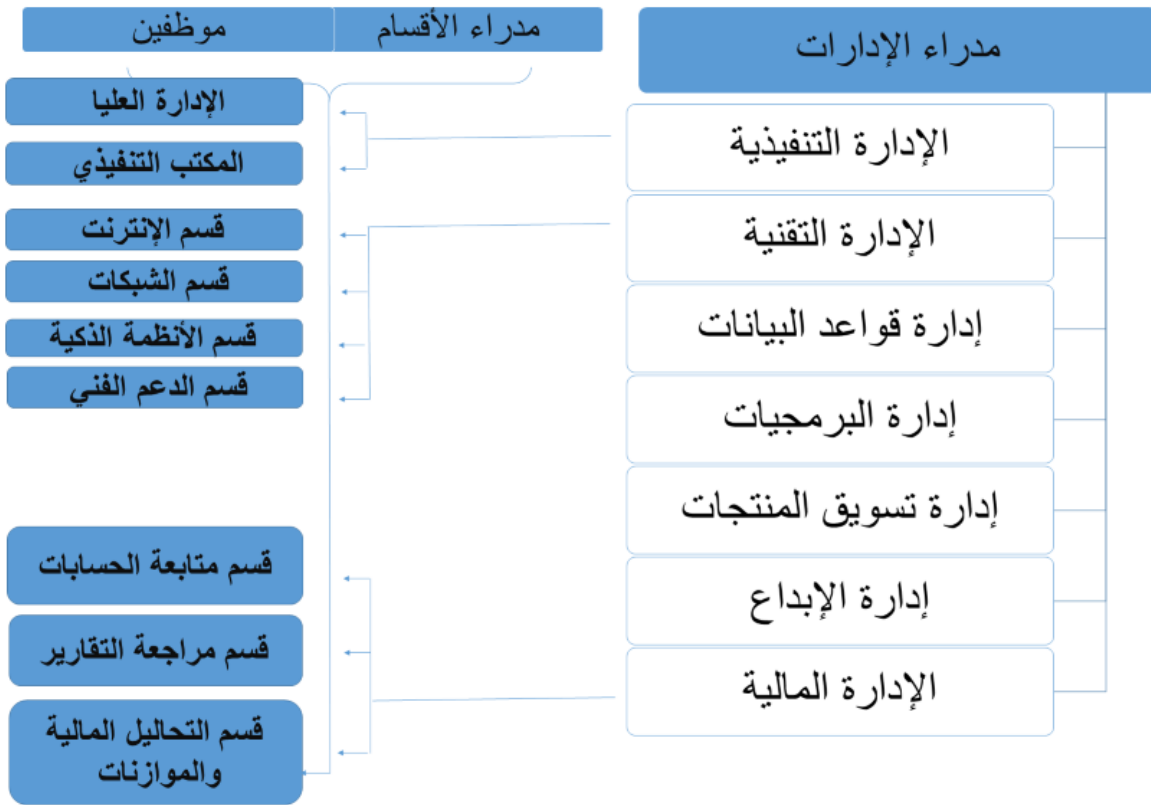 مدراء الإدارات
الإدارة التنفيذية
الإدارة التقنية
إدارة قواعد البيانات
إدارة البرمجيات
إدارة تسويق المنتجات
إدارة الإبداع
الإدارة المالية
مدراء الأقسام
موظفين
الإدارة العليا
المكتب التنفيذي
قسم الإنترنت
قسم الشبكات
قسم الأنظمة الذكية
قسم الدعم الفني
قسم متابعة الحسابات
قسم مراجعة التقارير
قسم التحاليل المالية
والموازنات